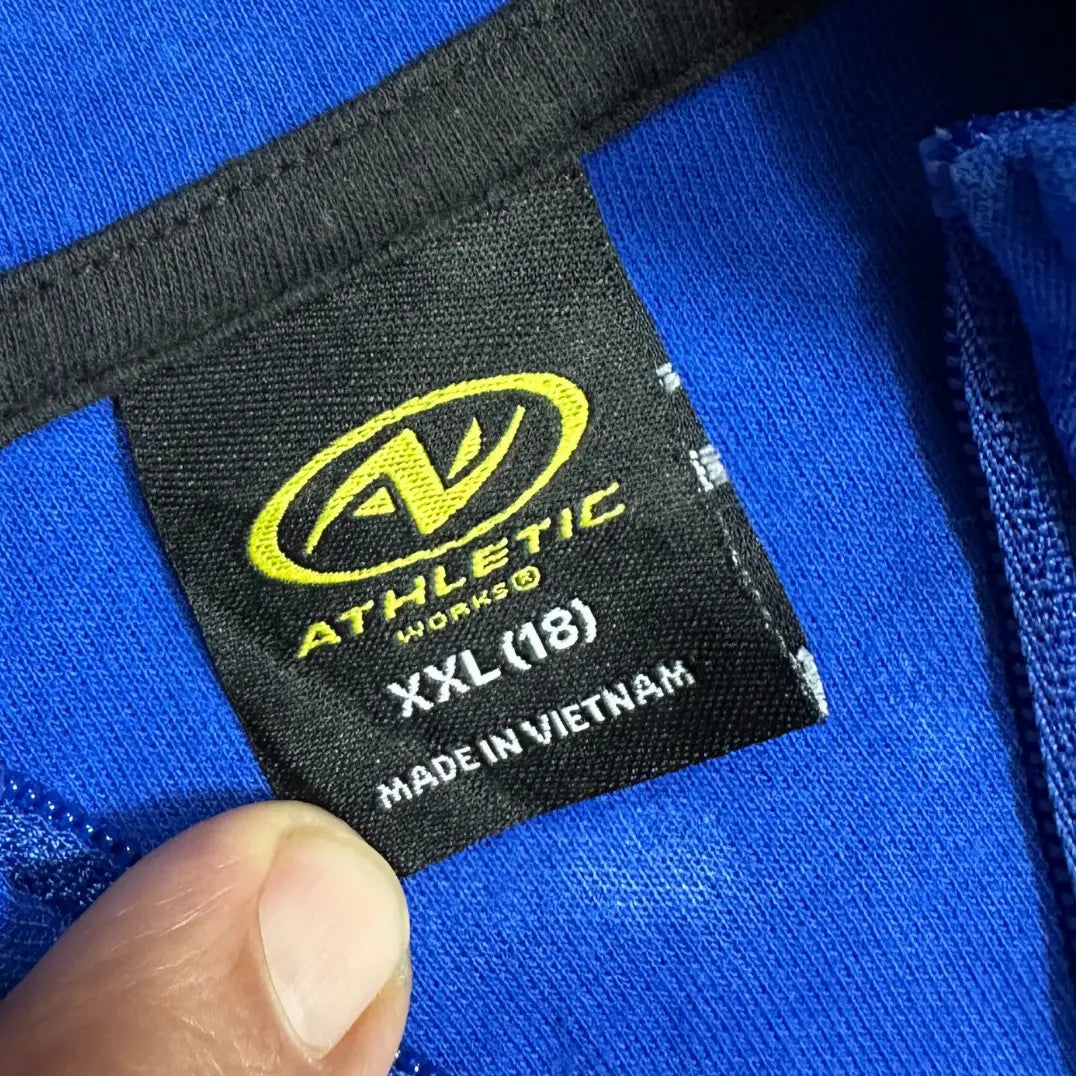 ATHLETIC
WORKS®
XXL (18)
MADE IN VIETNAM